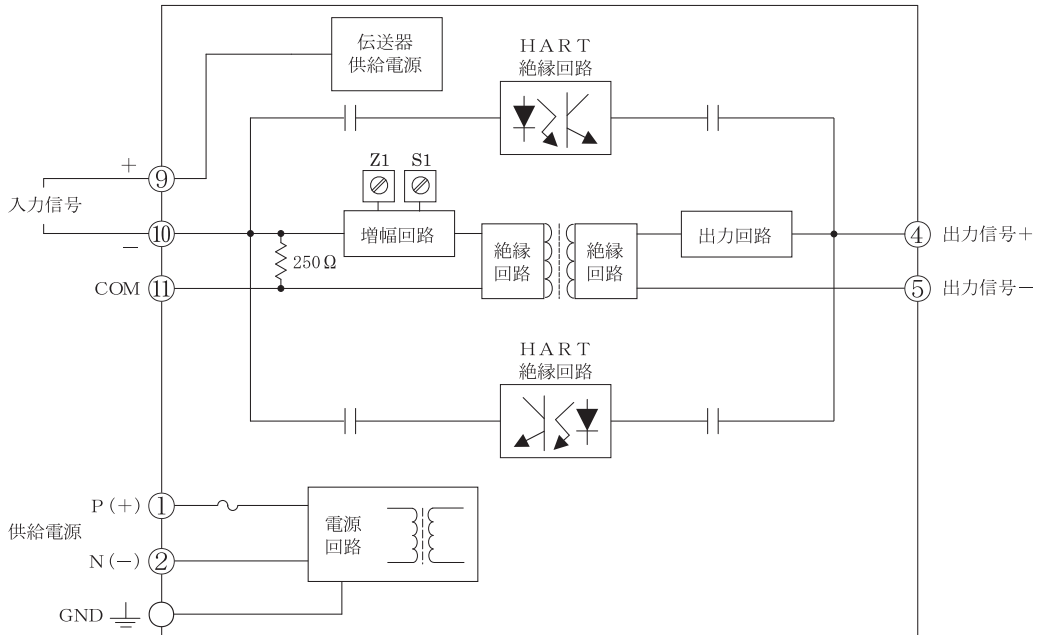 伝送器
供給電源
HART
絶縁回路
Z1
S1
+
⑨
入力信号
⑩
−
増幅回路
250Ω
COM
⑪
絶縁
回路
絶縁
回路
出力回路
④
出力信号+
⑤
出力信号−
HART
絶縁回路
P(+)
①
供給電源
N(−)
②
電源
回路
GND